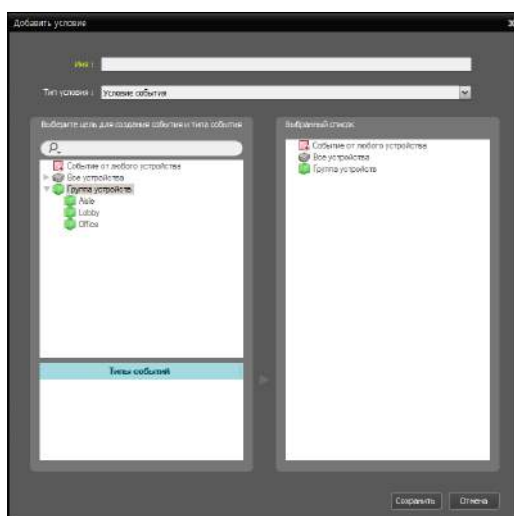 Добавить условие
Имя :
Тип условия : Условие события
Выберите цель для создания события и типа события
Событие от любого устройства
Все устройства
Группа устройств
Aisle
Lobby
Office
Типы событий
Выбранный список
Событие от любого устройства
Все устройства
Группа устройств
Сохранить Отмена